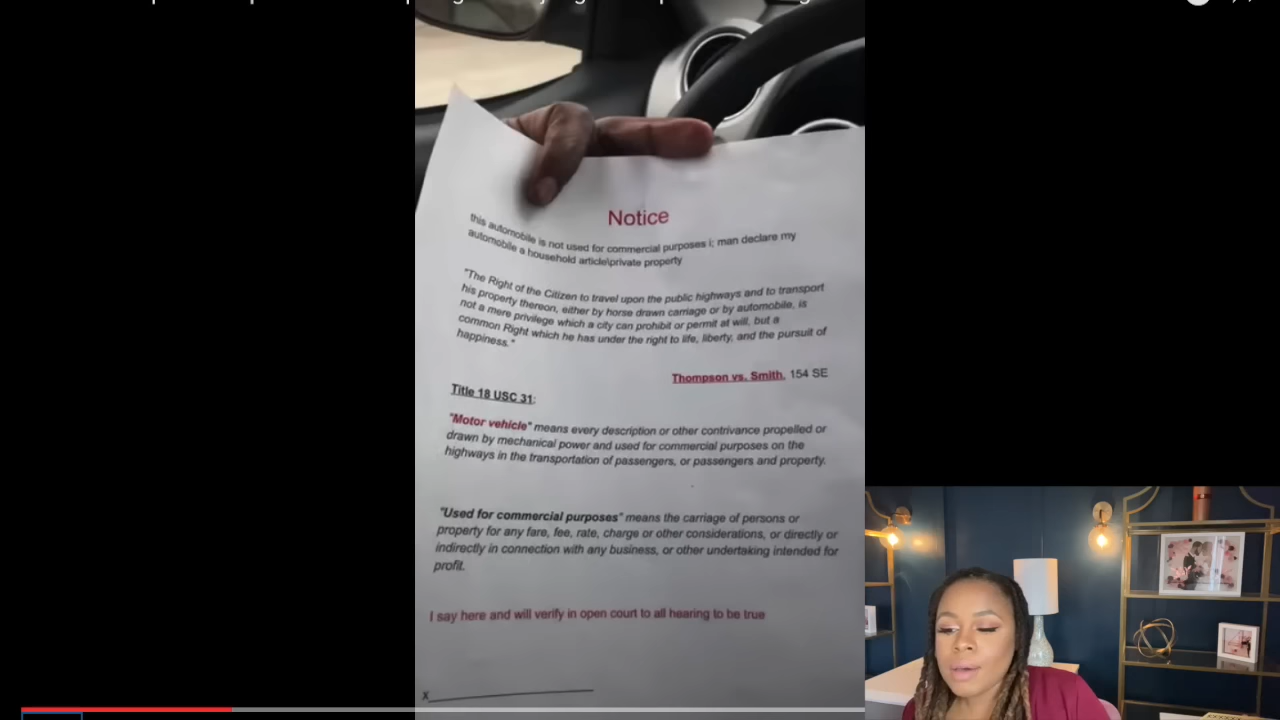 Notice
this automobile is not used for commercial purposes i; man declare my
automobile a household article\private property
"The Right of the Citizen to travel upon the public highways and to transport
his property thereon, either by horse drawn carriage or by automobile, is
not a mere privilege which a city can prohibit or permit at will, but a
common Right which he has under the right to life, liberty, and the pursuit of
happiness."
Thompson vs. Smith, 154 SE
Title 18 USC 31:
"Motor vehicle" means every description or other contrivance propelled or
drawn by mechanical power and used for commercial purposes on the
highways in the transportation of passengers, or passengers and property.
"Used for commercial purposes" means the carriage of persons or
property for any fare, fee, rate, charge or other considerations, or directly or
indirectly in connection with any business, or other undertaking intended for
profit.
I say here and will verify in open court to all hearing to be true
x